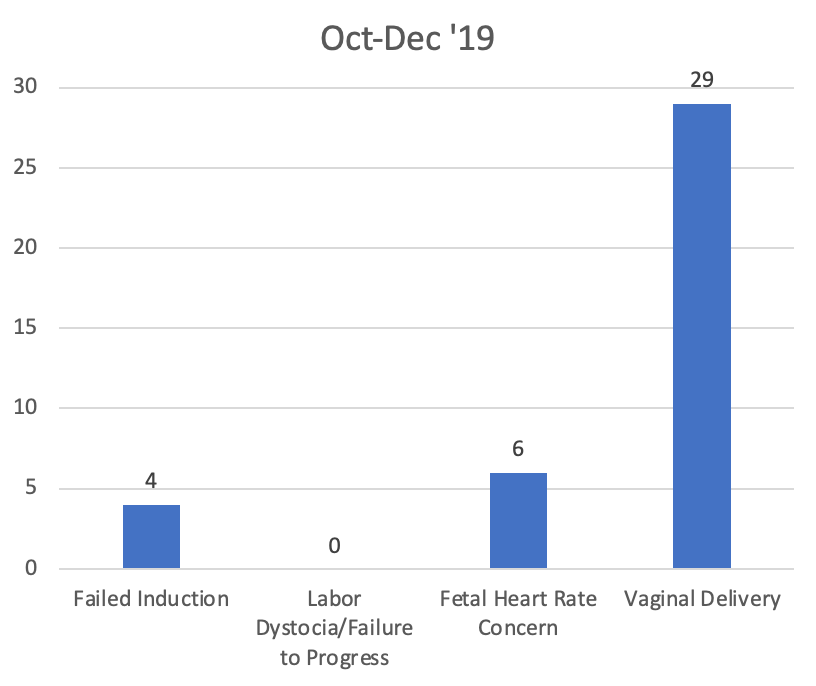 Oct-Dec '19
30
25
20
15
10
5
0
4
0
6
29
Failed Induction
Labor
Dystocia/Failure
to Progress
Fetal Heart Rate
Concern
Vaginal Delivery